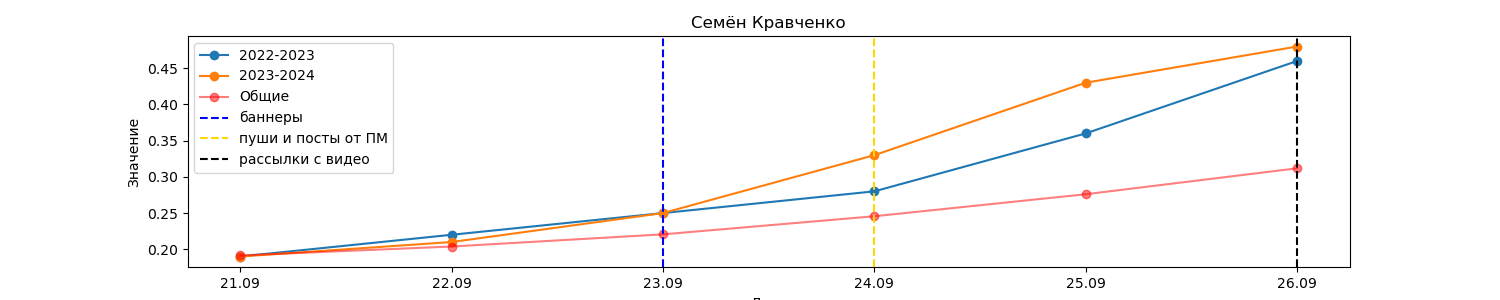 Семён Кравченко
2022-2023
2023-2024
Общие
баннеры
пуши и посты от ПМ
рассылки с видео
Значение
0.45
0.40
0.35
0.30
0.25
0.20
21.09
22.09
23.09
24.09
25.09
26.09